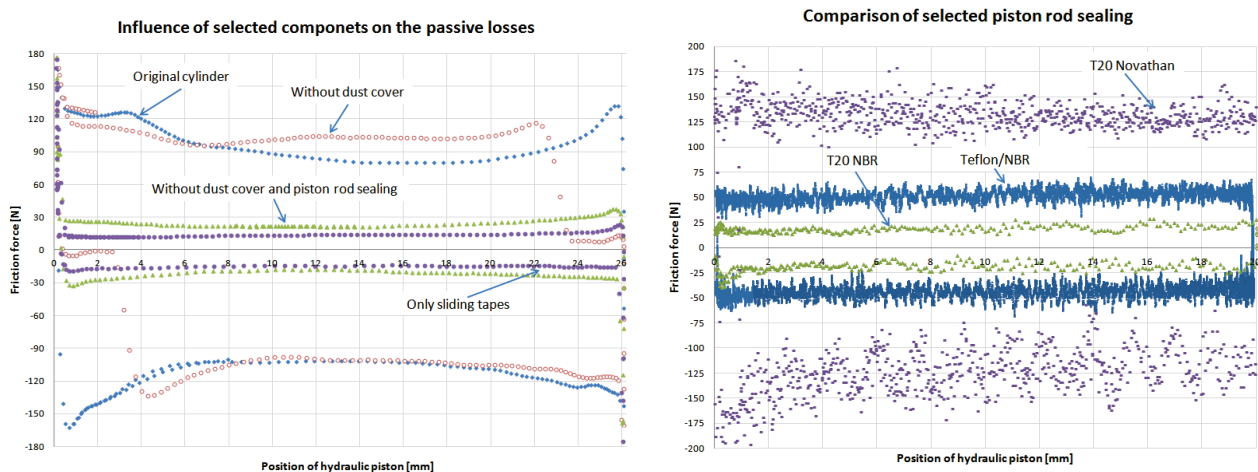 Influence of selected componets on the passive losses
180
150
120
90
60
30
0
-30
-60
-90
-120
-150
-180
Friction force [N]
0 2 4 6 8 10 12 14 16 18 20 22 24 26
Original cylinder
Without dust cover
Without dust cover and piston rod sealing
Only sliding tapes
Position of hydraulic piston [mm]
Comparison of selected piston rod sealing
200
175
150
125
100
75
50
25
0
-25
-50
-75
-100
-125
-150
-175
-200
Friction force [N]
0 2 4 6 8 10 12 14 16 18 20
T20 Novathan
T20 NBR
Teflon/NBR
Position of hydraulic piston [mm]